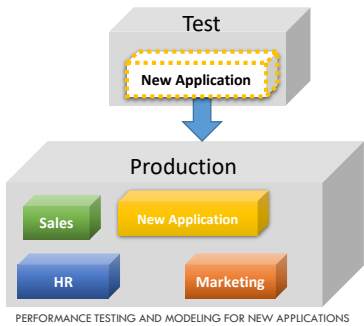 Test
New Application
Production
Sales
New Application
HR
Marketing
PERFORMANCE TESTING AND MODELING FOR NEW APPLICATIONS